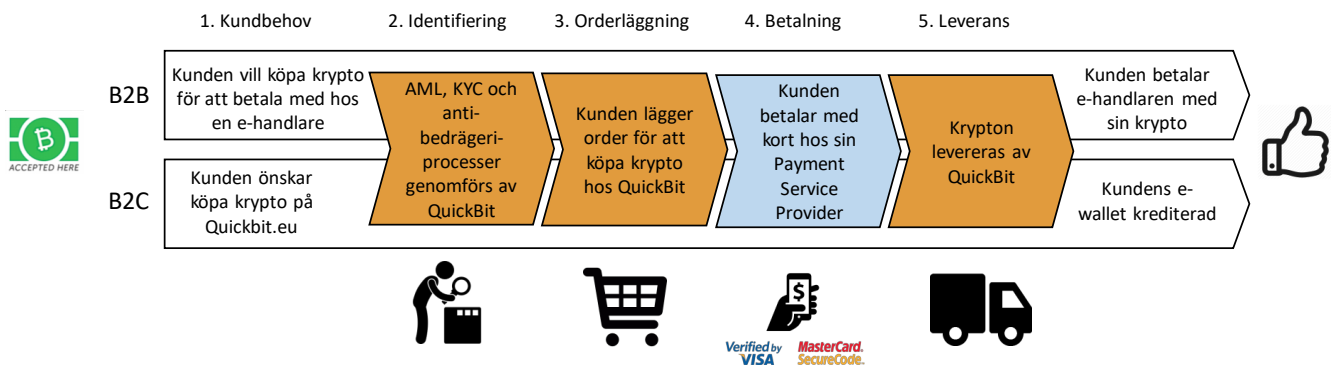 1. Kundbehov
2. Identifiering
3. Orderläggning
4. Betalning
5. Leverans
B2B
Kunden vill köpa krypto
för att betala med hos
en e-handlare
AML, KYC och
anti-
bedrägeri-
processer
genomförs av
QuickBit
Kunden lägger
order för att
köpa krypto
hos QuickBit
Kunden
betalar med
kort hos sin
Payment
Service
Provider
Krypton
levereras av
QuickBit
Kunden betalar
e-handlaren med
sin krypto
B
ACCEPTED HERE
B2C
Kunden önskar
köpa krypto på
Quickbit.eu
Kundens e-
wallet krediterad
$
Verified by
VISA
MasterCard.
SecureCode.